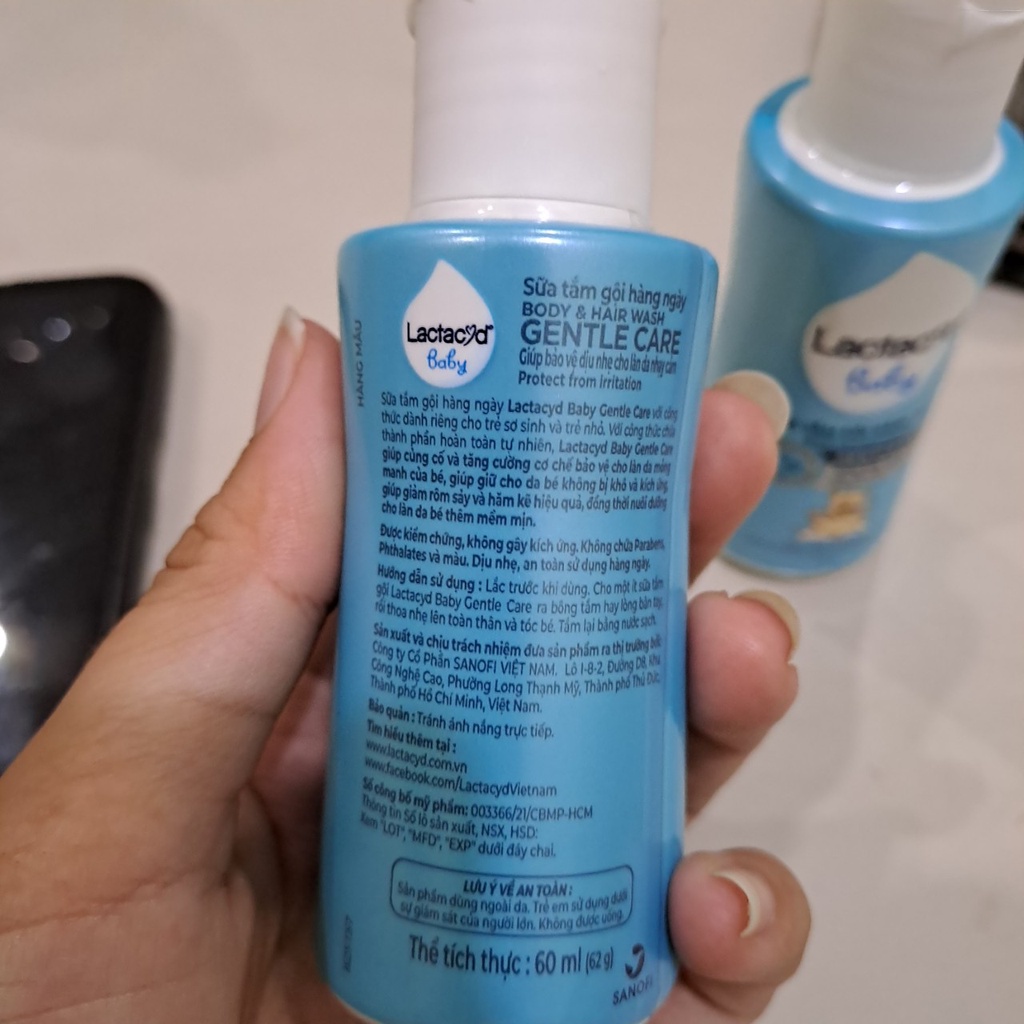 HÀNG MẪU
Lactacyd
baby
Sữa tắm gội hàng ngày
BODY & HAIR WASH
GENTLE CARE
Giúp bảo vệ dịu nhẹ cho làn da nhạy cảm
Protect from Irritation
Sữa tắm gội hàng ngày Lactacyd Baby Gentle Care với công
thức dành riêng cho trẻ sơ sinh và trẻ nhỏ. Với công thức chứa
thành phần hoàn toàn tự nhiên, Lactacyd Baby Gentle Care
giúp củng cố và tăng cường cơ chế bảo vệ cho làn da mỏng
manh của bé, giúp giữ cho da bé không bị khô và kích ứng,
giúp giảm rôm sảy và hăm kẽ hiệu quả, đồng thời nuôi dưỡng
cho làn da bé thêm mềm mịn.
Được kiểm chứng, không gây kích ứng. Không chứa Parabens,
Phthalates và màu. Dịu nhẹ, an toàn sử dụng hàng ngày.
Hướng dẫn sử dụng : Lắc trước khi dùng. Cho một ít sữa tắm
gội Lactacyd Baby Gentle Care ra bông tắm hay lòng bàn tay,
rồi thoa nhẹ lên toàn thân và tóc bé. Tắm lại bằng nước sạch.
Sản xuất và chịu trách nhiệm đưa sản phẩm ra thị trường bởi:
Công ty Cổ Phần SANOFI VIỆT NAM. Lô I-8-2, Đường D8, Khu
Công Nghệ Cao, Phường Long Thạnh Mỹ, Thành phố Thủ Đức,
Thành phố Hồ Chí Minh, Việt Nam.
Bảo quản : Tránh ánh nắng trực tiếp.
Tìm hiểu thêm tại :
www.lactacyd.com.vn
www.facebook.com/LactacydVietnam
Số công bố mỹ phẩm: 003366/21/CBMP-HCM
Thông tin Số lô sản xuất, NSX, HSD:
Xem "LOT", "MFD", "EXP" dưới đáy chai.
LƯU Ý VỀ AN TOÀN :
Sản phẩm dùng ngoài da. Trẻ em sử dụng dưới
sự giám sát của người lớn. Không được uống.
Thể tích thực : 60 ml (62 g)
SANOFI
Lactacyd
Baby